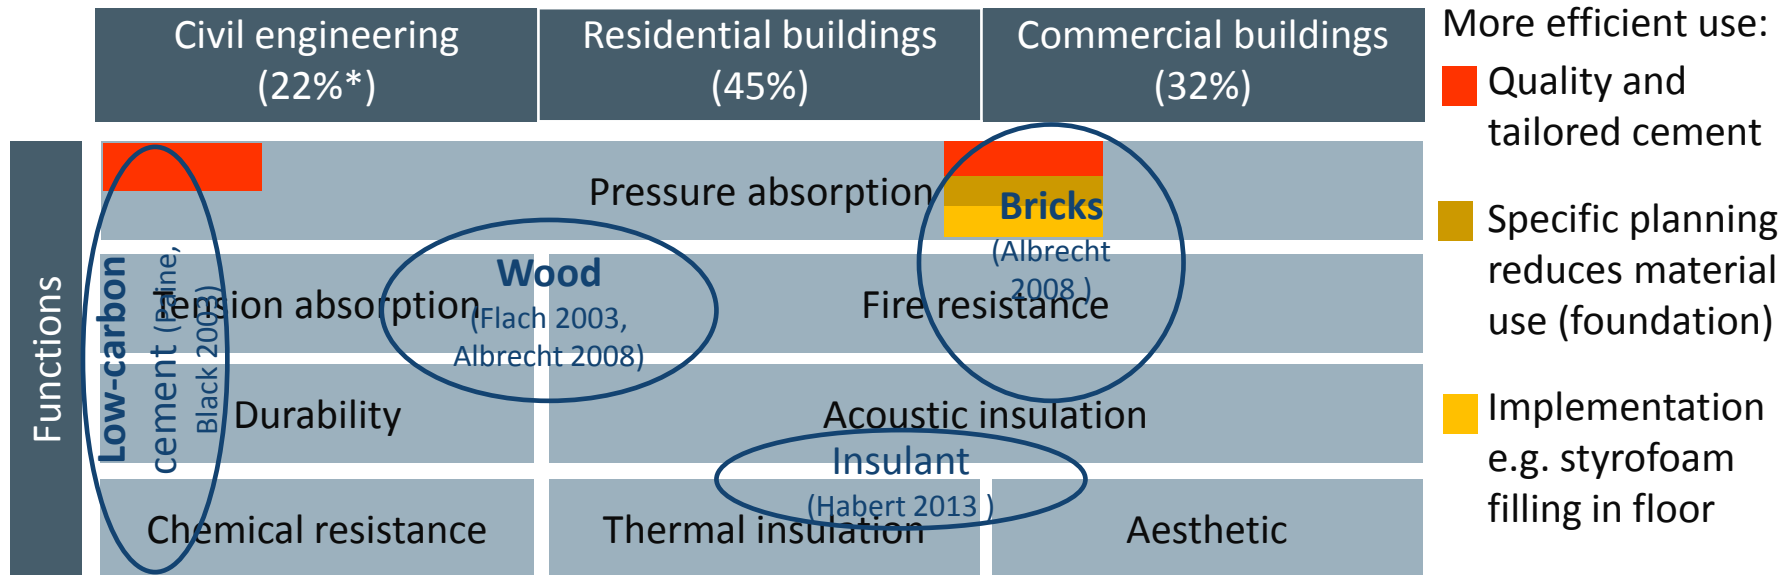 Civil engineering
(22%*)
Residential buildings
(45%)
Commercial buildings
(32%)
More efficient use:
Quality and
tailored cement
Specific planning
reduces material
use (foundation)
Implementation
e.g. styrofoam
filling in floor
Functions
Pressure absorption
Bricks
(Albrecht
2008 )
Low-carbon
cement (paine,
Black 2003)
Tension absorption
Wood
(Flach 2003,
Albrecht 2008)
Fire resistance
Durability
Acoustic insulation
Insulant
(Habert 2013 )
Chemical resistance
Thermal insulation
Aesthetic